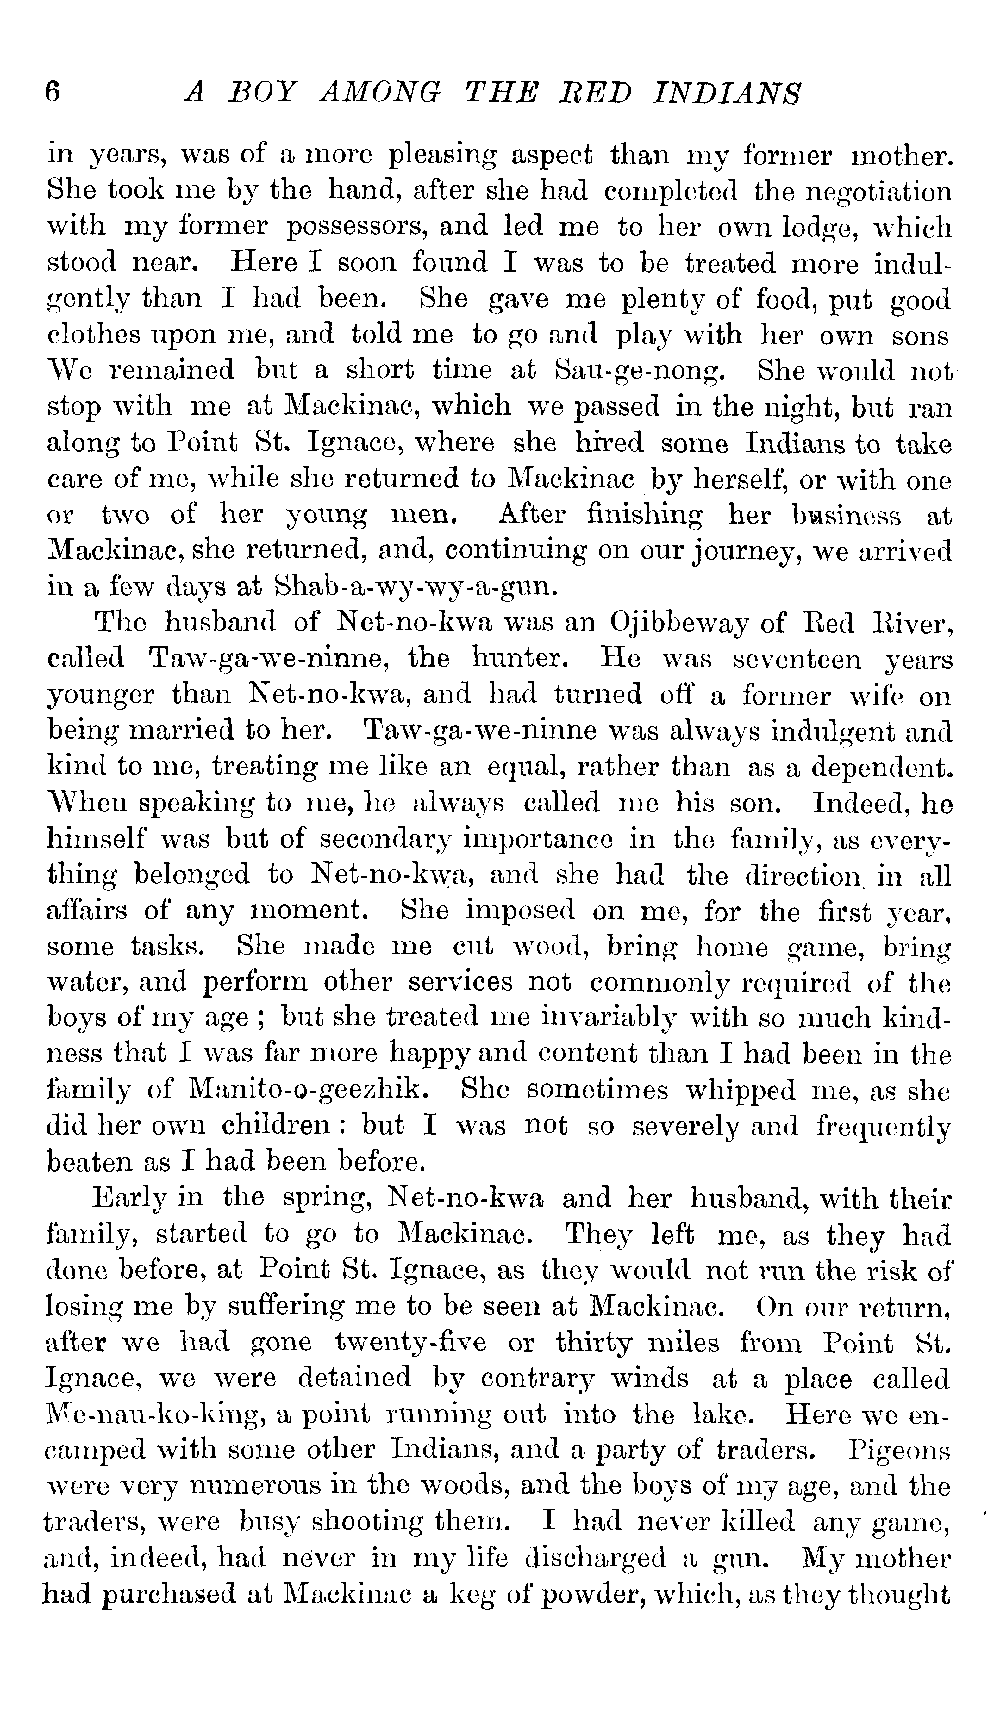 6 A BOY AMONG THE RED INDIANS
in years, was of a more pleasing aspect than my former mother.
She took me by the hand, after she had completed the negotiation
with my former possessors, and led me to her own lodge, which
stood near. Here I soon found I was to be treated more indul-
gently than I had been. She gave me plenty of food, put good
clothes upon me, and told me to go and play with her own sons
We remained but a short time at Sau-ge-nong. She would not
stop with me at Mackinac, which we passed in the night, but ran
along to Point St. Ignace, where she hired some Indians to take
care of me, while she returned to Mackinac by herself, or with one
or two of her young men. After finishing her business at
Mackinac, she returned, and, continuing on our journey, we arrived
in a few days at Shab-a-wy-wy-a-gun.
The husband of Net-no-kwa was an Ojibbeway of Red River,
called Taw-ga-we-ninne, the hunter. He was seventeen years
younger than Net-no-kwa, and had turned off a former wife on
being married to her. Taw-ga-we-ninne was always indulgent and
kind to me, treating me like an equal, rather than as a dependent.
When speaking to me, he always called me his son. Indeed, he
himself was but of secondary importance in the family, as every-
thing belonged to Net-no-kwa, and she had the direction in all
affairs of any moment. She imposed on me, for the first year,
some tasks. She made me cut wood, bring home game, bring
water, and perform other services not commonly required of the
boys of my age ; but she treated me invariably with so much kind-
ness that I was far more happy and content than I had been in the
family of Manito-o-geezhik. She sometimes whipped me, as she
did her own children : but I was not so severely and frequently
beaten as I had been before.
Early in the spring, Net-no-kwa and her husband, with their
family, started to go to Mackinac. They left me, as they had
done before, at Point St. Ignace, as they would not run the risk of
losing me by suffering me to be seen at Mackinac. On our return,
after we had gone twenty-five or thirty miles from Point St.
Ignace, we were detained by contrary winds at a place called
Me-nau-ko-king, a point running out into the lake. Here we en-
camped with some other Indians, and a party of traders. Pigeons
were very numerous in the woods, and the boys of my age, and the
traders, were busy shooting them. I had never killed any game,
and, indeed, had never in my life discharged a gun. My mother
had purchased at Mackinac a keg of powder, which, as they thought